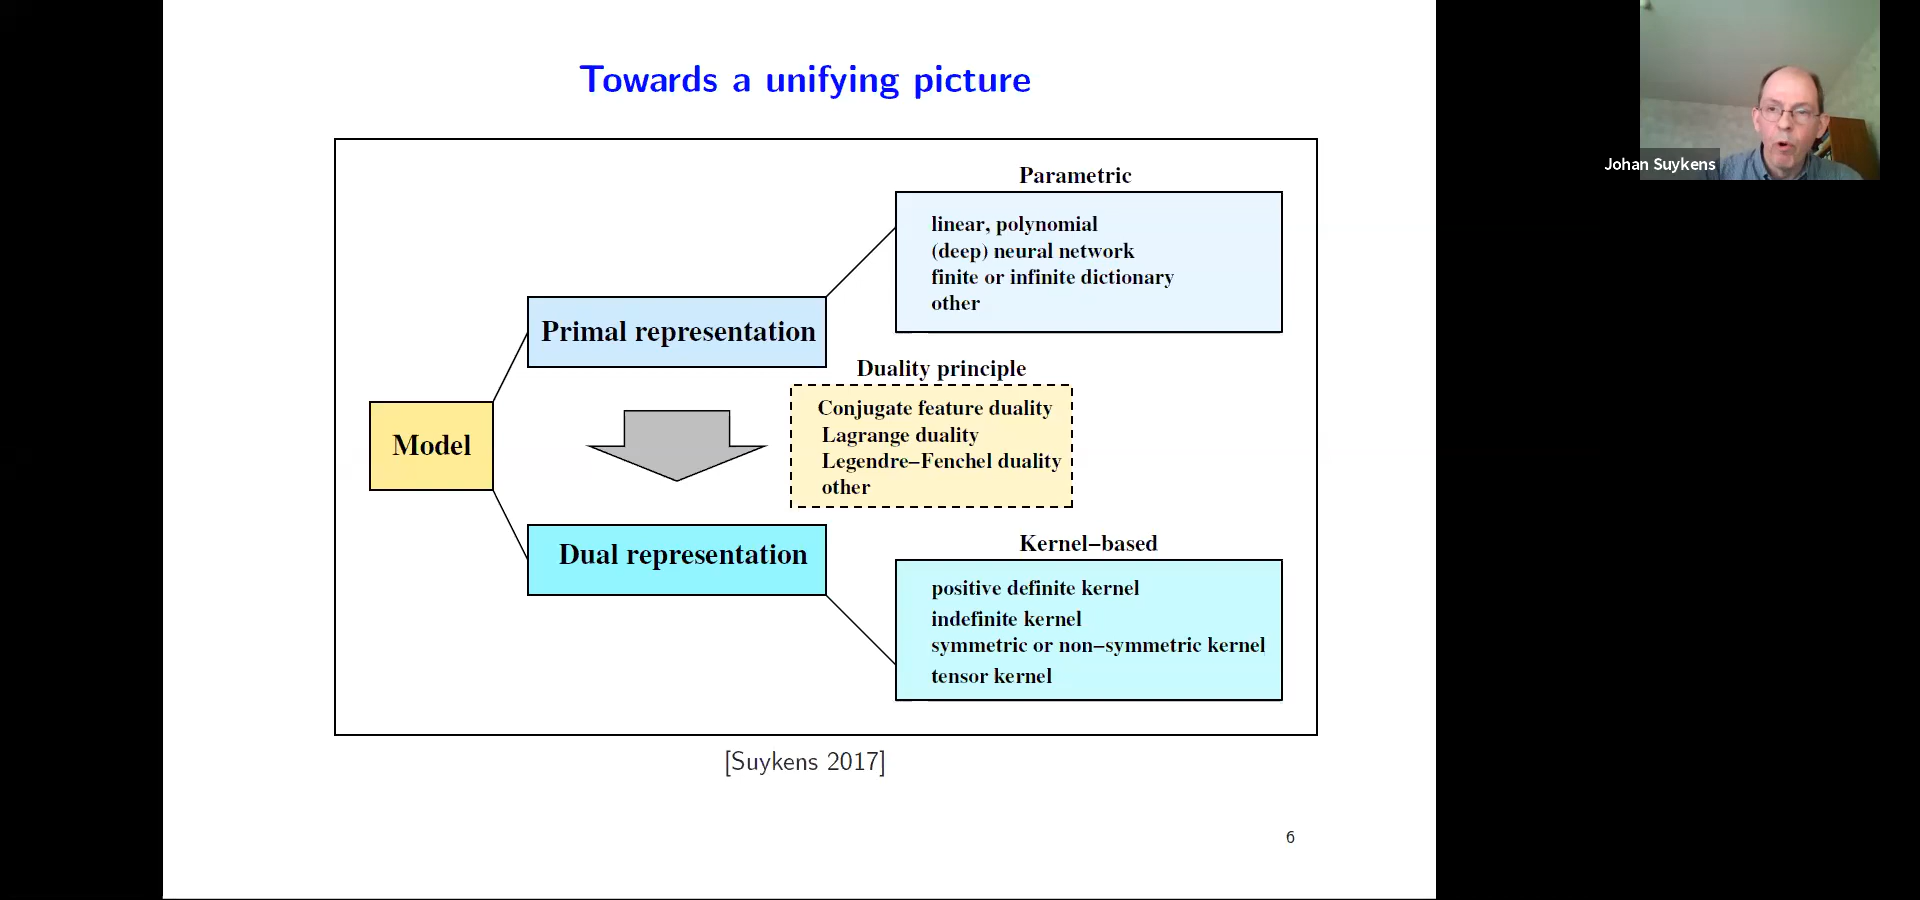 Towards a unifying picture
Johan Suykens
Parametric
linear, polynomial
(deep) neural network
finite or infinite dictionary
other
Primal representation
Duality principle
Conjugate feature duality
Lagrange duality
Legendre−Fenchel duality
other
Model
Dual representation
Kernel−based
positive definite kernel
indefinite kernel
symmetric or non−symmetric kernel
tensor kernel
[Suykens 2017]
6